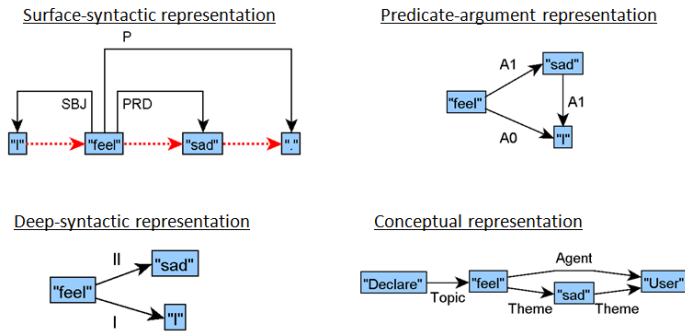 Surface-syntactic representation
P
SBJ
PRD
"I"
"feel"
"sad"
"."
Predicate-argument representation
"sad"
A1
"feel"
A1
A0
"I"
Deep-syntactic representation
II
"sad"
"feel"
I
"I"
Conceptual representation
Agent
"Declare"
"feel"
"User"
Topic
"sad"
Theme
Theme